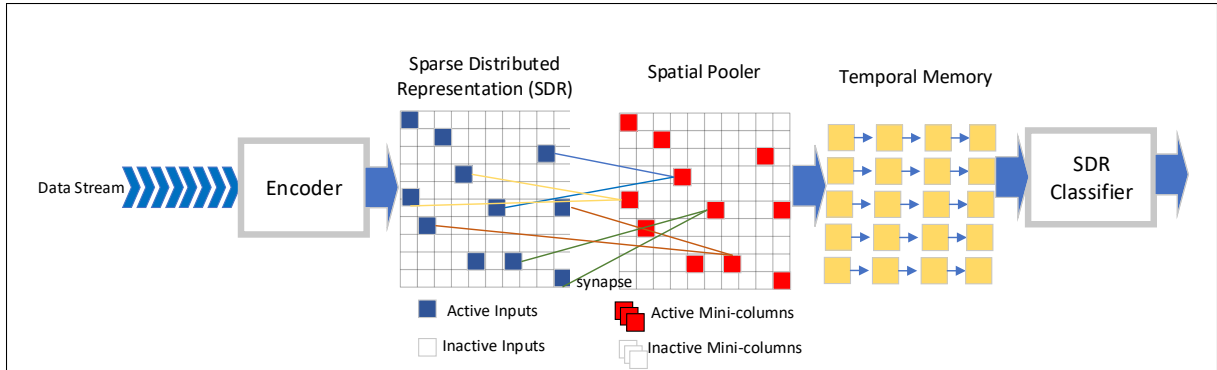 Sparse Distributed
Representation (SDR)
Spatial Pooler
Temporal Memory
Data Stream
Encoder
SDR
Classifier
synapse
Active Inputs
Inactive Inputs
Active Mini-columns
Inactive Mini-columns